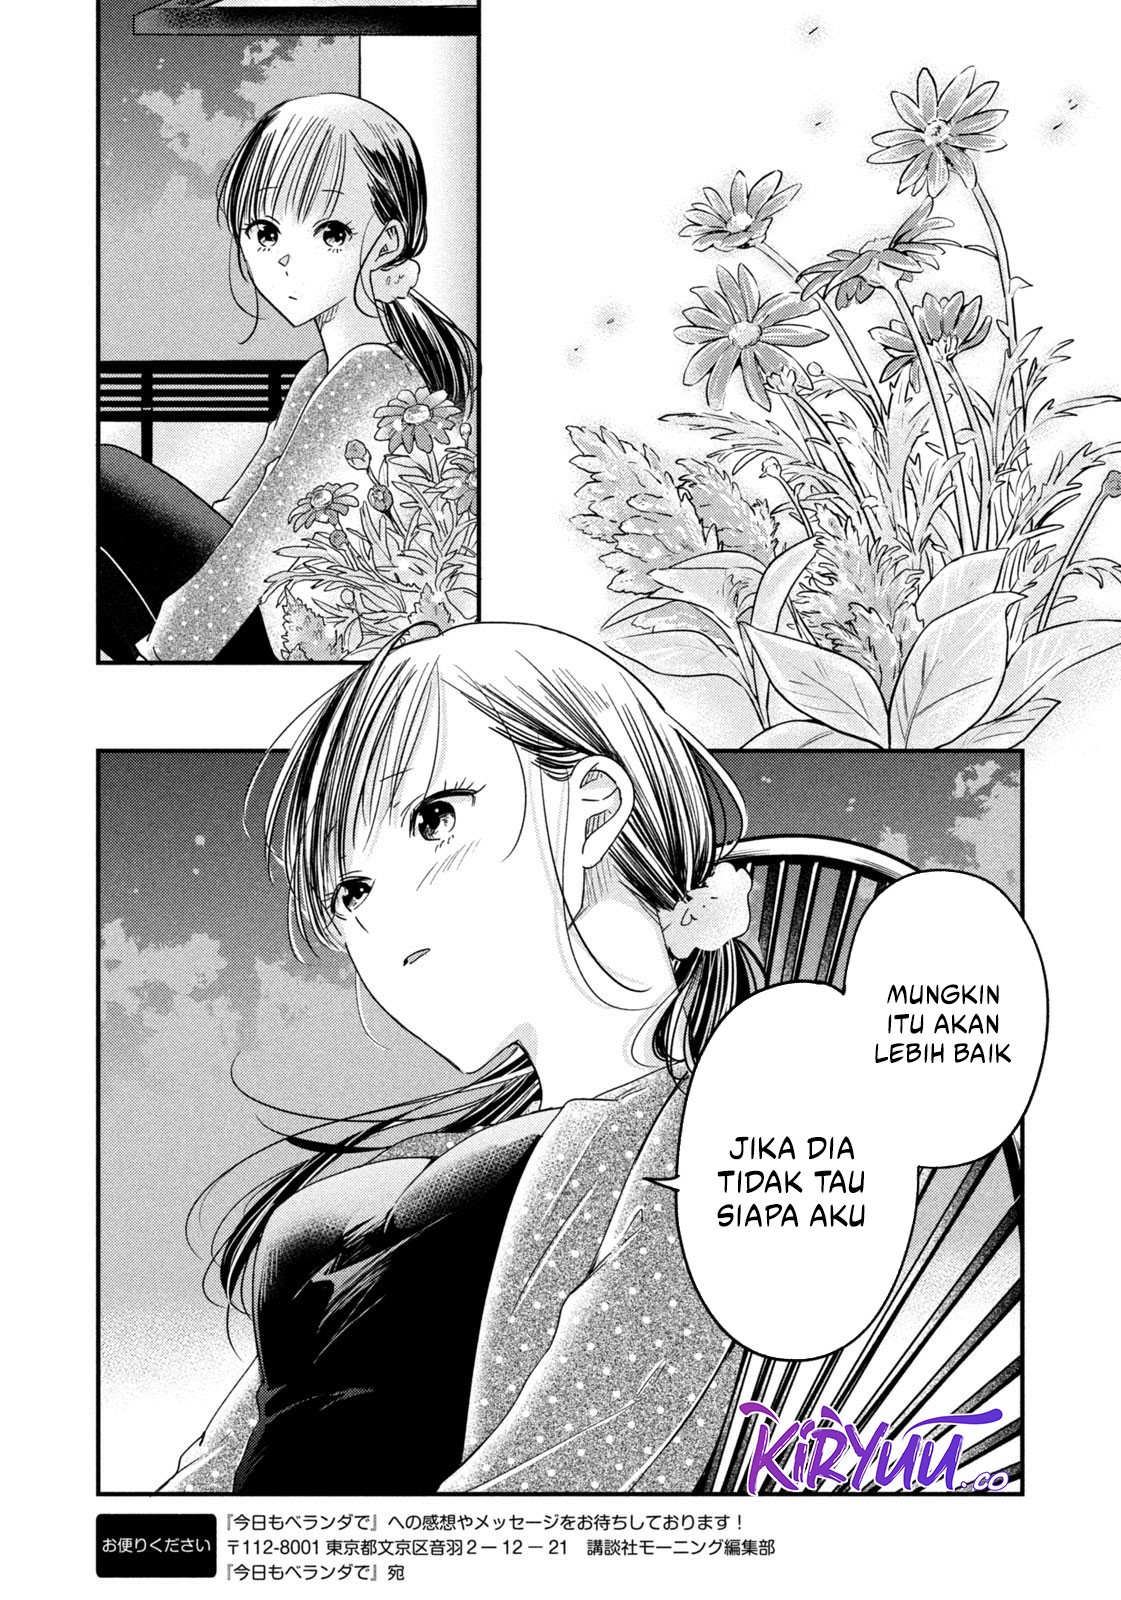 MUNGKIN
ITU AKAN
LEBIH BAIK
JIKA DIA
TIDAK TAU
SIAPA AKU
KIRYUU.CO
お便りください
『今日もベランダで』への感想やメッセージをお待ちしております！
〒112-8001 東京都文京区音羽2－12－21　講談社モーニング編集部
『今日もベランダで』宛